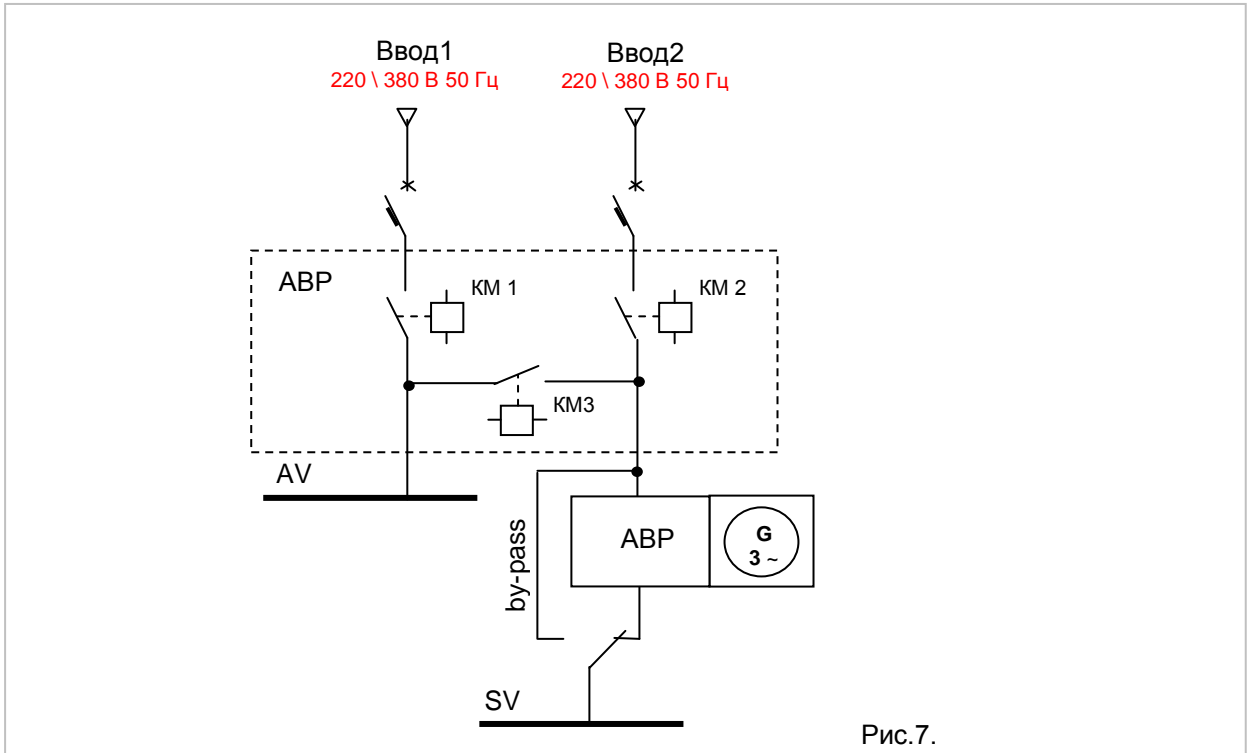 Ввод1
220 \ 380 В 50 Гц
Ввод2
220 \ 380 В 50 Гц
АВР
КМ 1
КМ 2
КМ3
AV
by-pass
АВР
G
3 ~
SV
Рис.7.